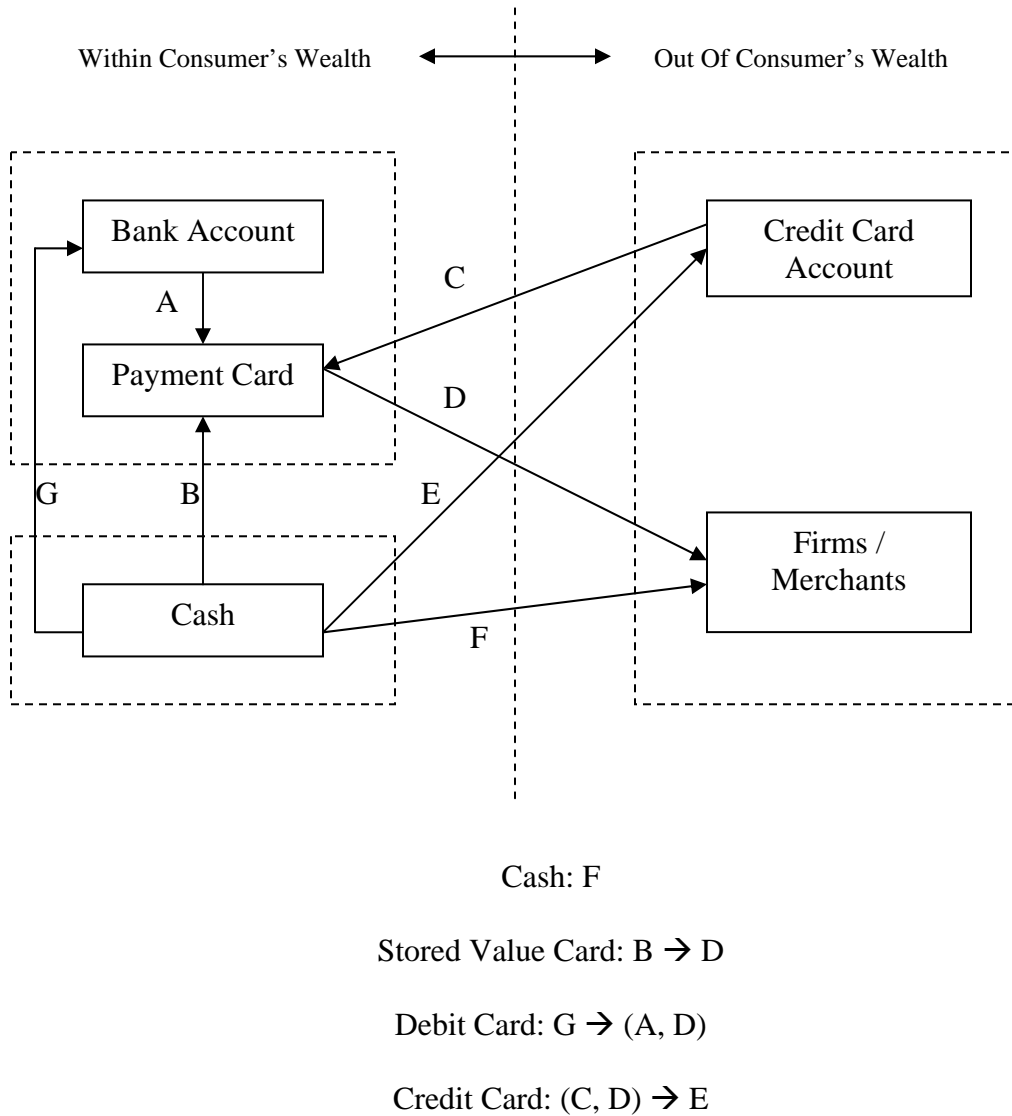 Within Consumer’s Wealth
Out Of Consumer’s Wealth
Bank Account
Credit Card
Account
C
A
Payment Card
D
G
B
E
Firms /
Merchants
Cash
F
Cash: F
Stored Value Card: B → D
Debit Card: G → (A, D)
Credit Card: (C, D) → E